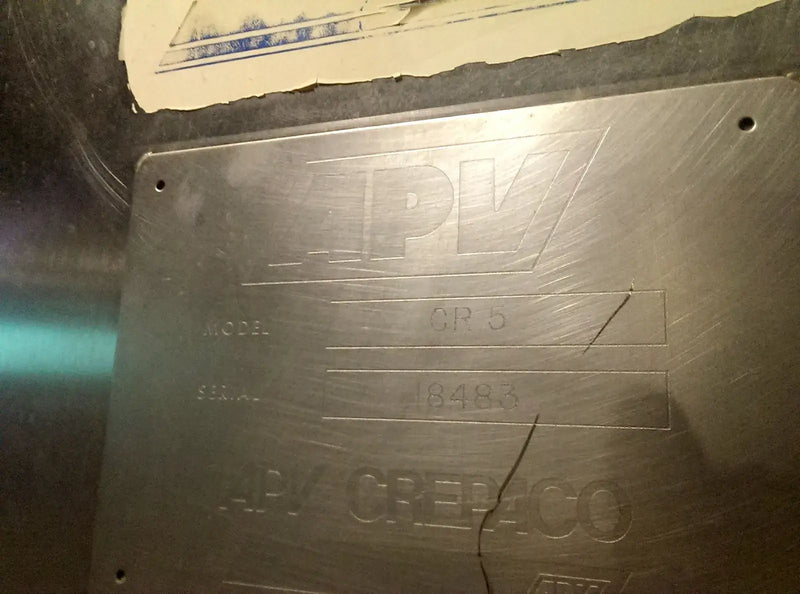 APV
MODEL CR 5
SERIAL 18483
APV CREPACO